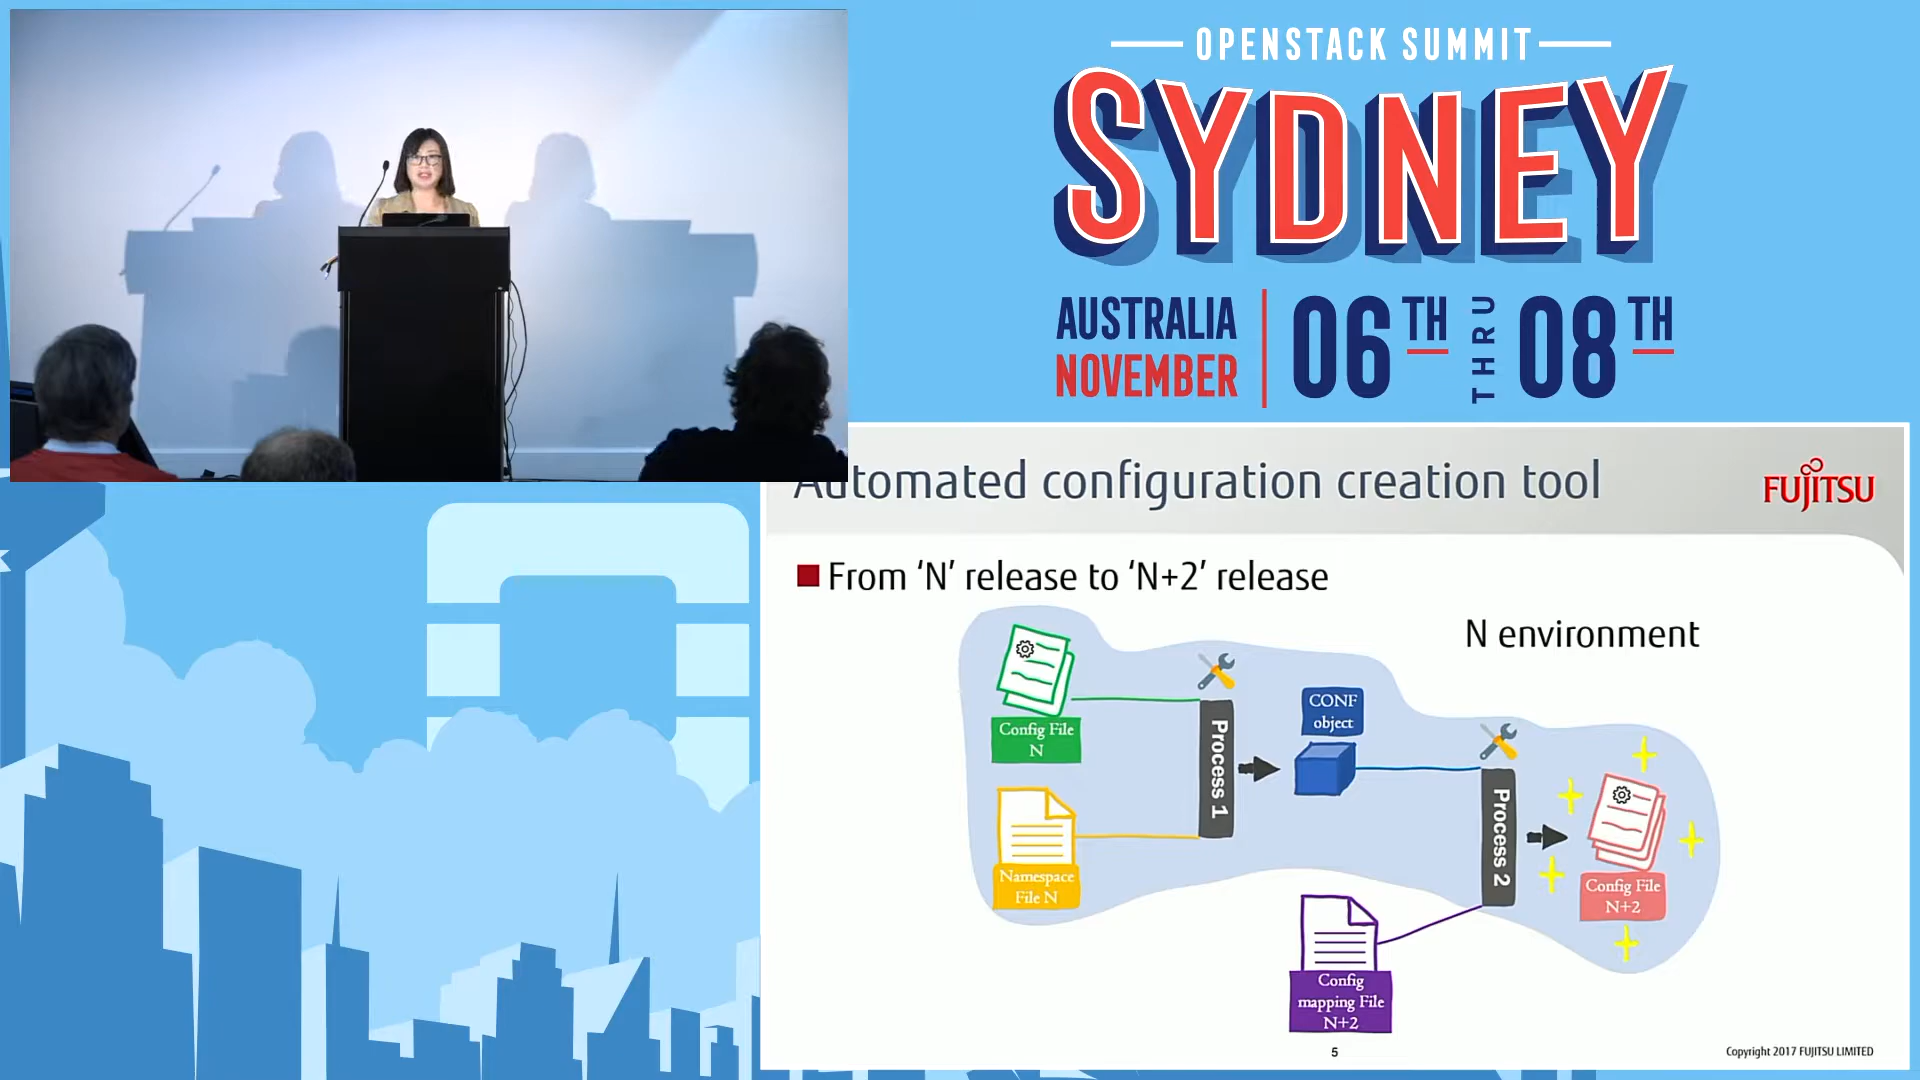 OPENSTACK SUMMIT
SYDNEY
AUSTRALIA
NOVEMBER
06TH THRU 08TH
Automated configuration creation tool
FUJITSU
From ‘N’ release to ‘N+2’ release
N environment
Config File
N
Process 1
CONF
object
Namespace
File N
Process 2
Config File
N+2
Config
mapping File
N+2
5
Copyright 2017 FUJITSU LIMITED